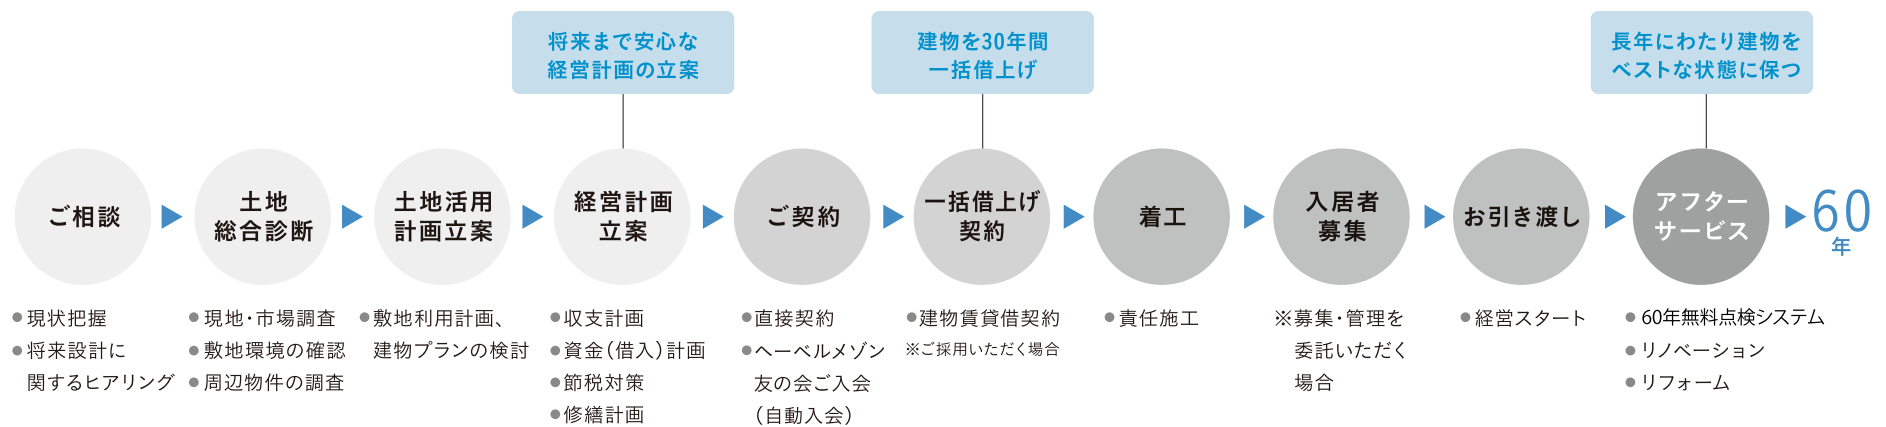 将来まで安心な
経営計画の立案
建物を30年間
一括借上げ
長年にわたり建物を
ベストな状態に保つ
ご相談
土地
総合診断
土地活用
計画立案
経営計画
立案
ご契約
一括借上げ
契約
着工
入居者
募集
お引き渡し
アフター
サービス
60
年
●現状把握
●将来設計に
関するヒアリング
●現地・市場調査
●敷地環境の確認
●周辺物件の調査
●敷地利用計画、
建物プランの検討
●収支計画
●資金(借入)計画
●節税対策
●修繕計画
●直接契約
●ヘーベルメゾン
友の会ご入会
(自動入会)
●建物賃貸借契約
※ご採用いただく場合
●責任施工
※募集・管理を
委託いただく
場合
●経営スタート
●60年無料点検システム
●リノベーション
●リフォーム